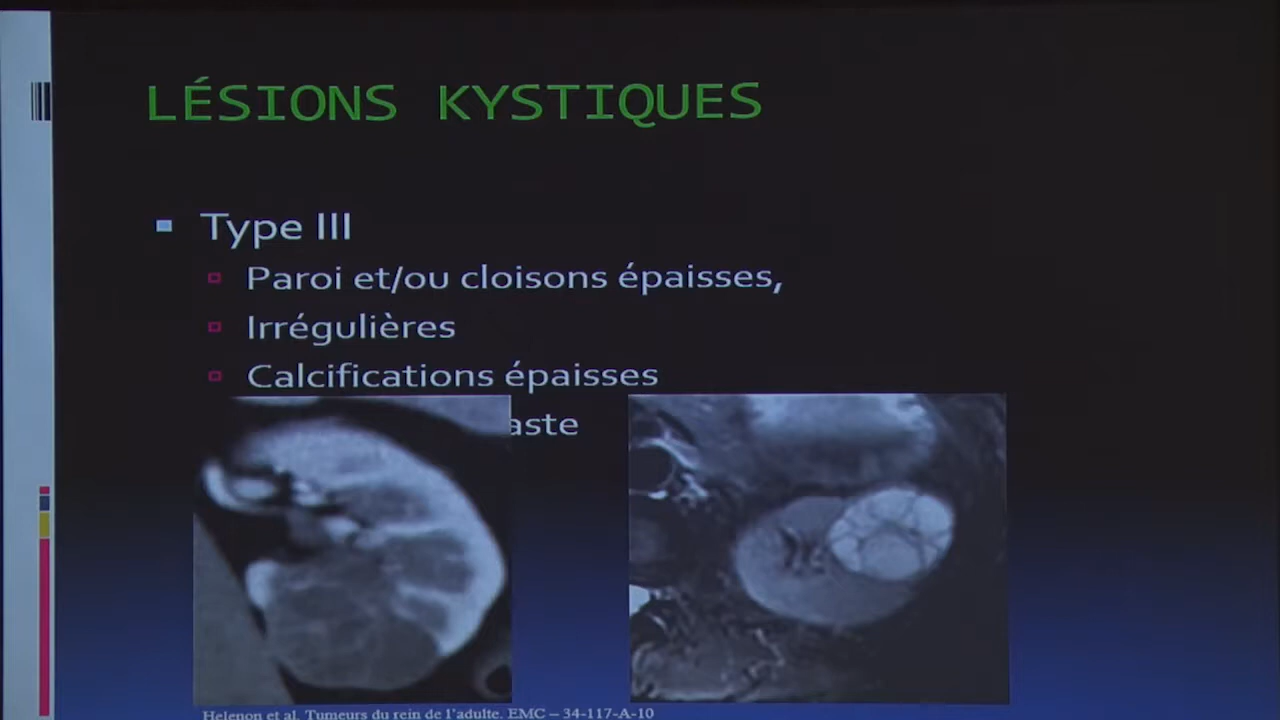 LÉSIONS KYSTIQUES
Type III
Paroi et/ou cloisons épaisses,
Irrégulières
Calcifications épaisses
aste
Helenon et al. Tumeurs du rein de l'adulte. EMC – 34-117-A-10